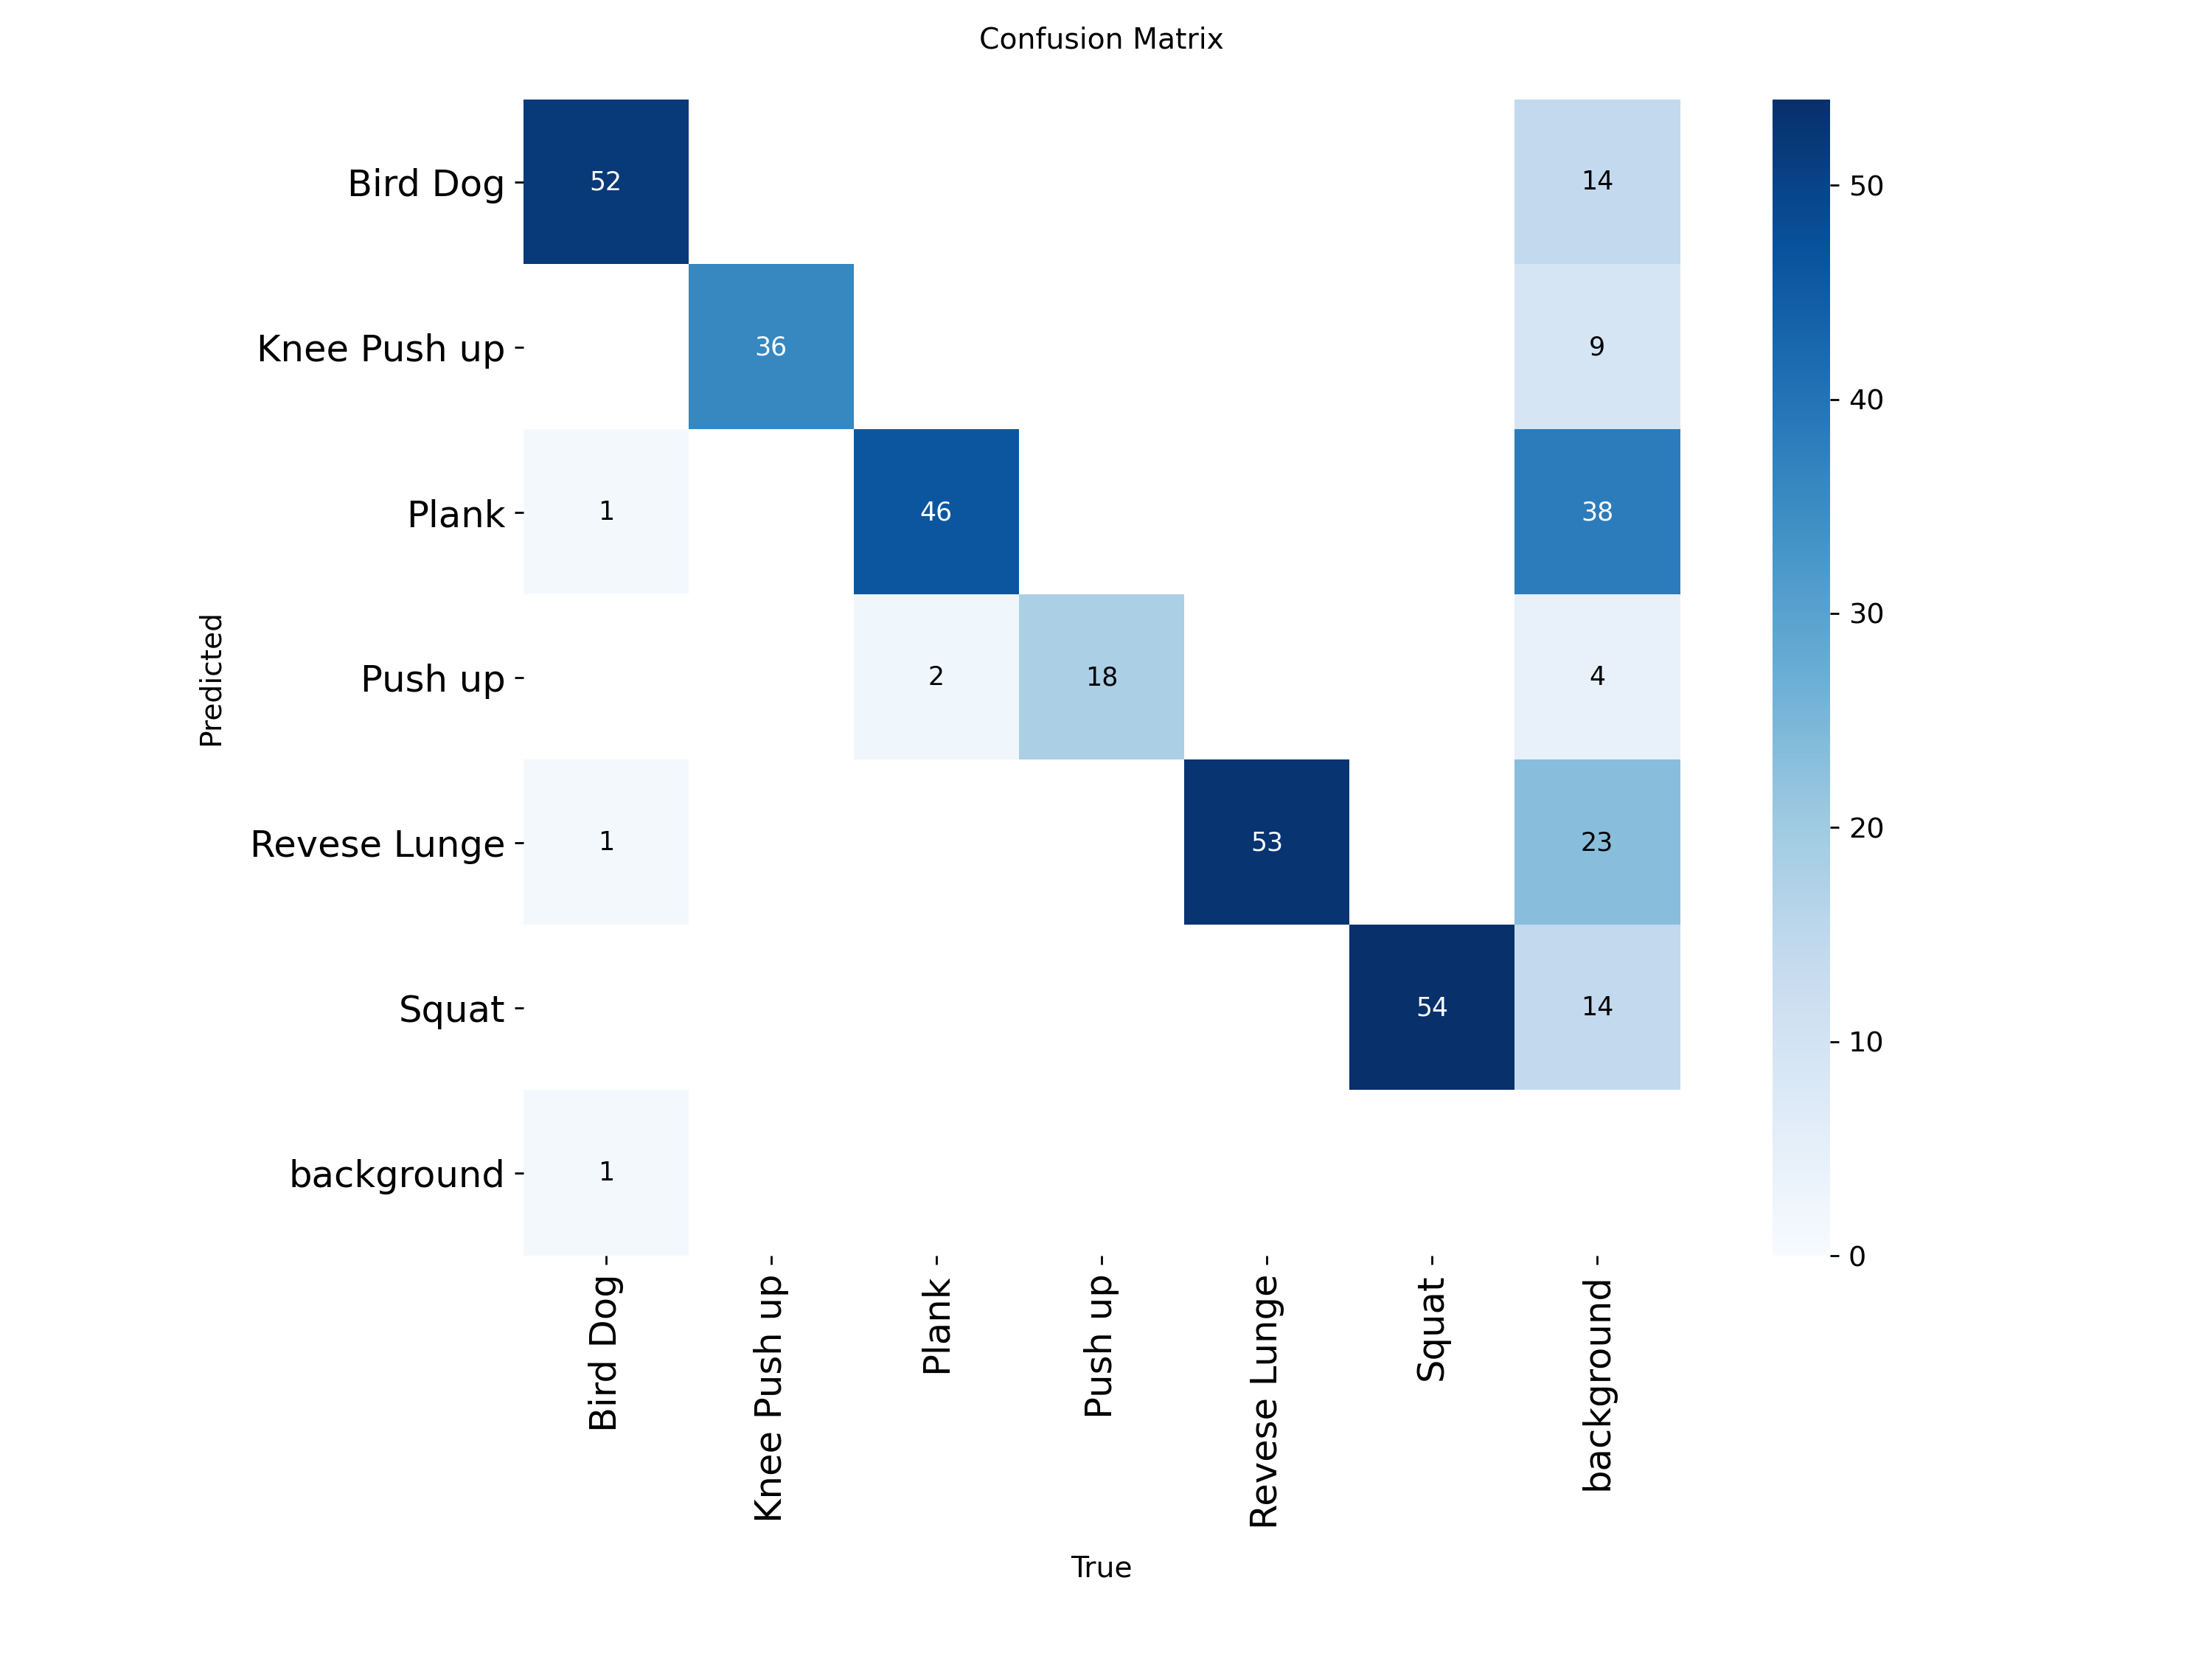 Confusion Matrix
Bird Dog
52
14
50
Knee Push up
36
9
40
Plank
1
46
38
30
Predicted
Push up
2
18
4
20
Revese Lunge
1
53
23
Squat
54
14
10
background
1
0
Bird Dog
Knee Push up
Plank
Push up
Revese Lunge
Squat
background
True